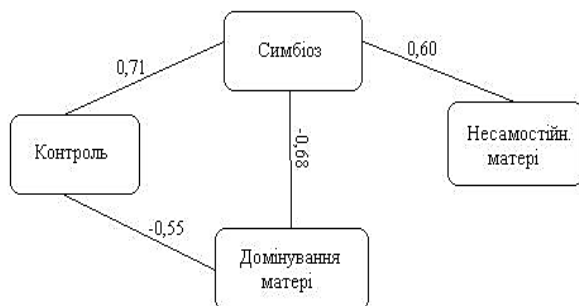 Симбіоз
0,71
0,60
Несамостійн.
матері
Контроль
-0,68
-0,55
Домінування
матері